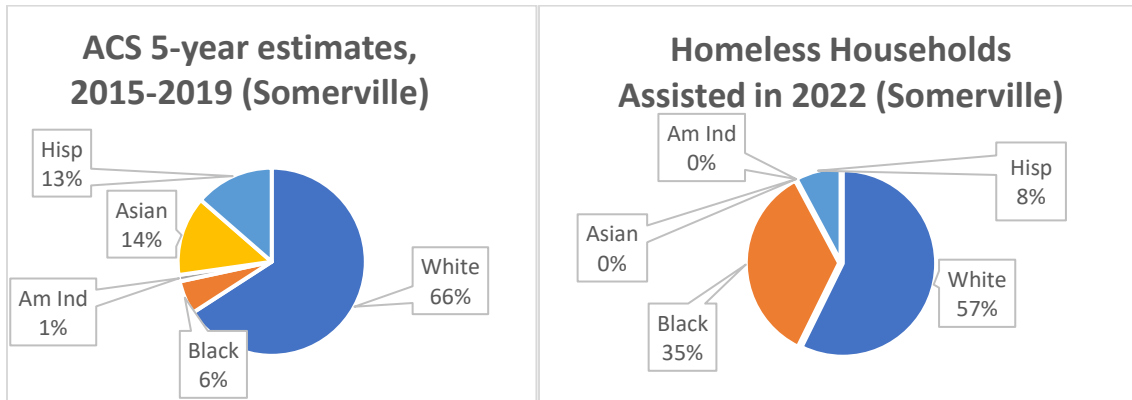 ACS 5-year estimates,
2015-2019 (Somerville)
Hisp
13%
Asian
14%
Am Ind
1%
Black
6%
White
66%
Homeless Households
Assisted in 2022 (Somerville)
Am Ind
0%
Hisp
8%
Asian
0%
White
57%
Black
35%